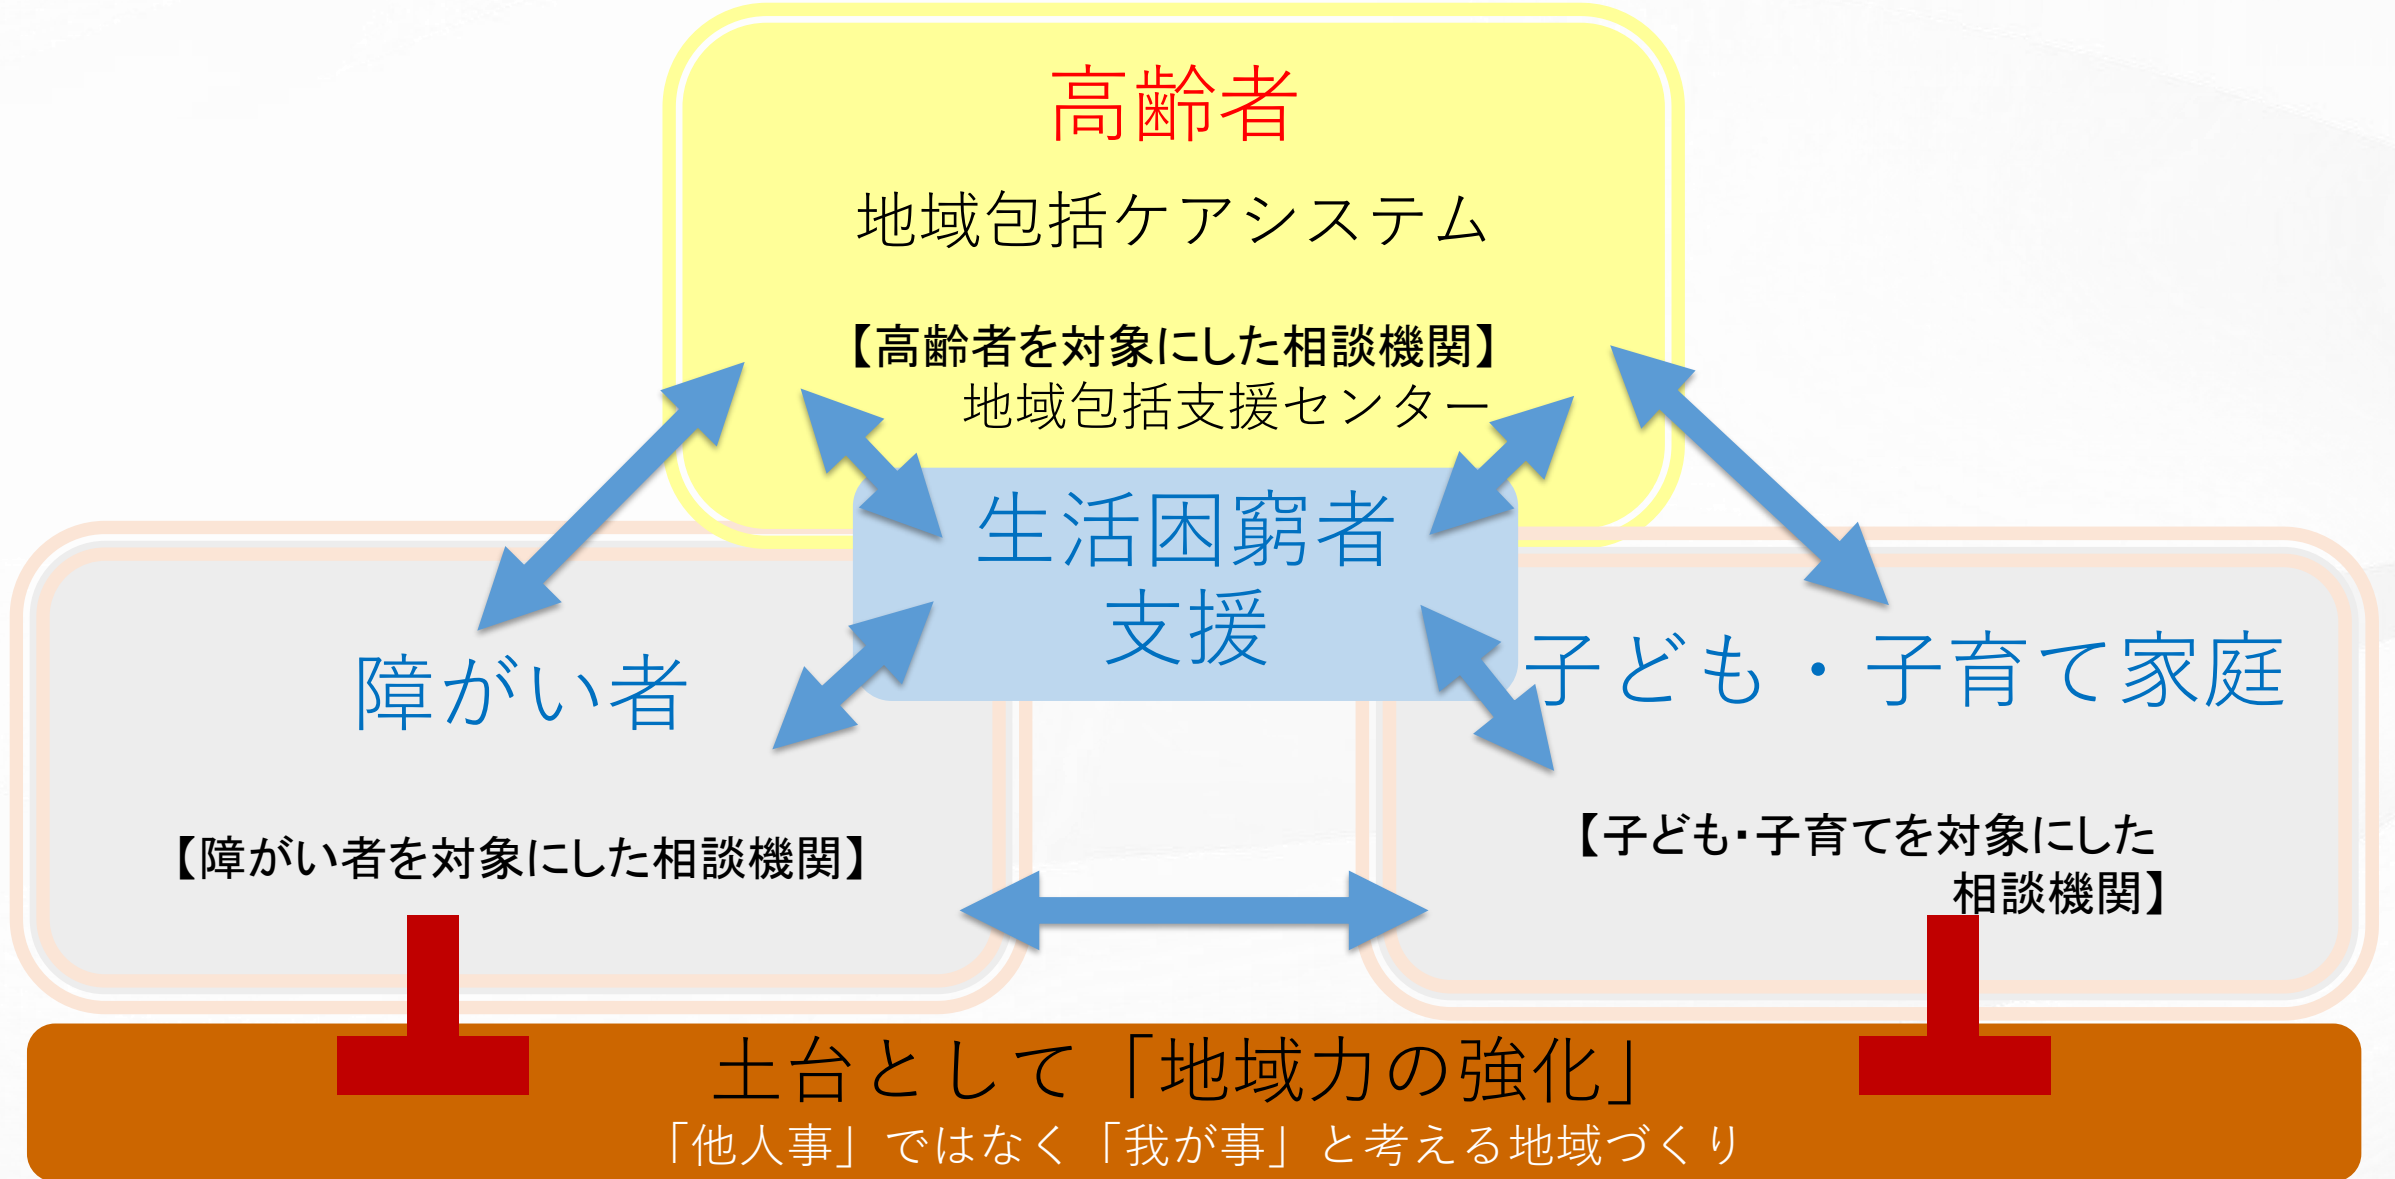 高齢者
地域包括ケアシステム
【高齢者を対象にした相談機関】
地域包括支援センター
生活困窮者
支援
障がい者
【障がい者を対象にした相談機関】
子ども・子育て家庭
【子ども・子育てを対象にした
相談機関】
土台として「地域力の強化」
「他人事」ではなく「我が事」と考える地域づくり